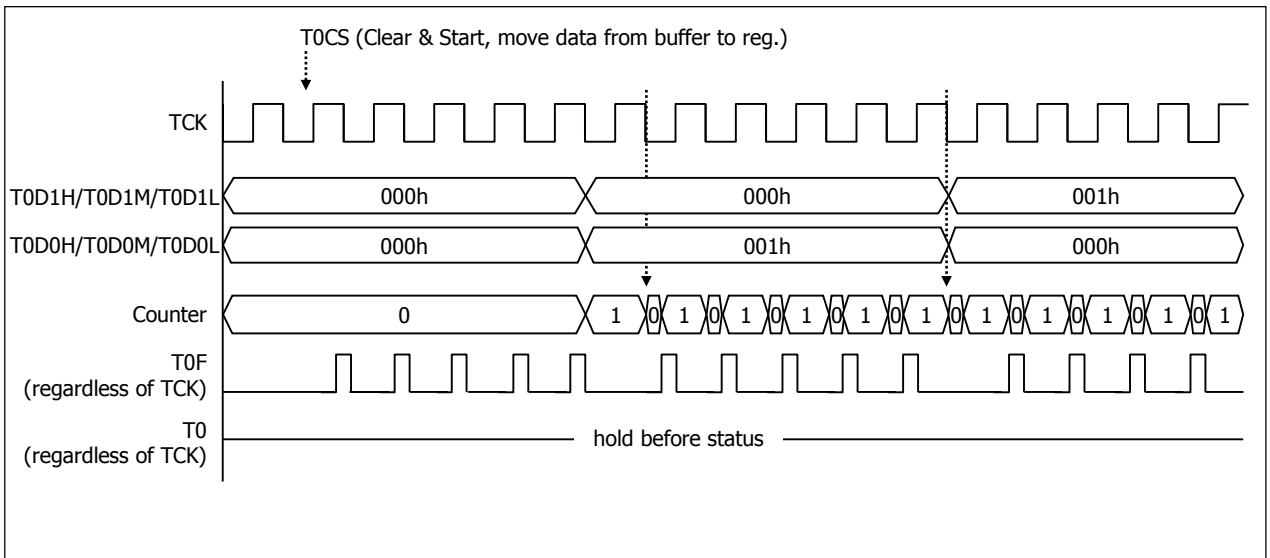 T0CS (Clear & Start, move data from buffer to reg.)
TCK
T0D1H/T0D1M/T0D1L 000h 000h 001h
T0D0H/T0D0M/T0D0L 000h 001h 000h
Counter 0 1 0 1 0 1 0 1 0 1 0 1 0 1 0 1 0 1 0 1 0 1
T0F
(regardless of TCK)
T0
(regardless of TCK)
hold before status